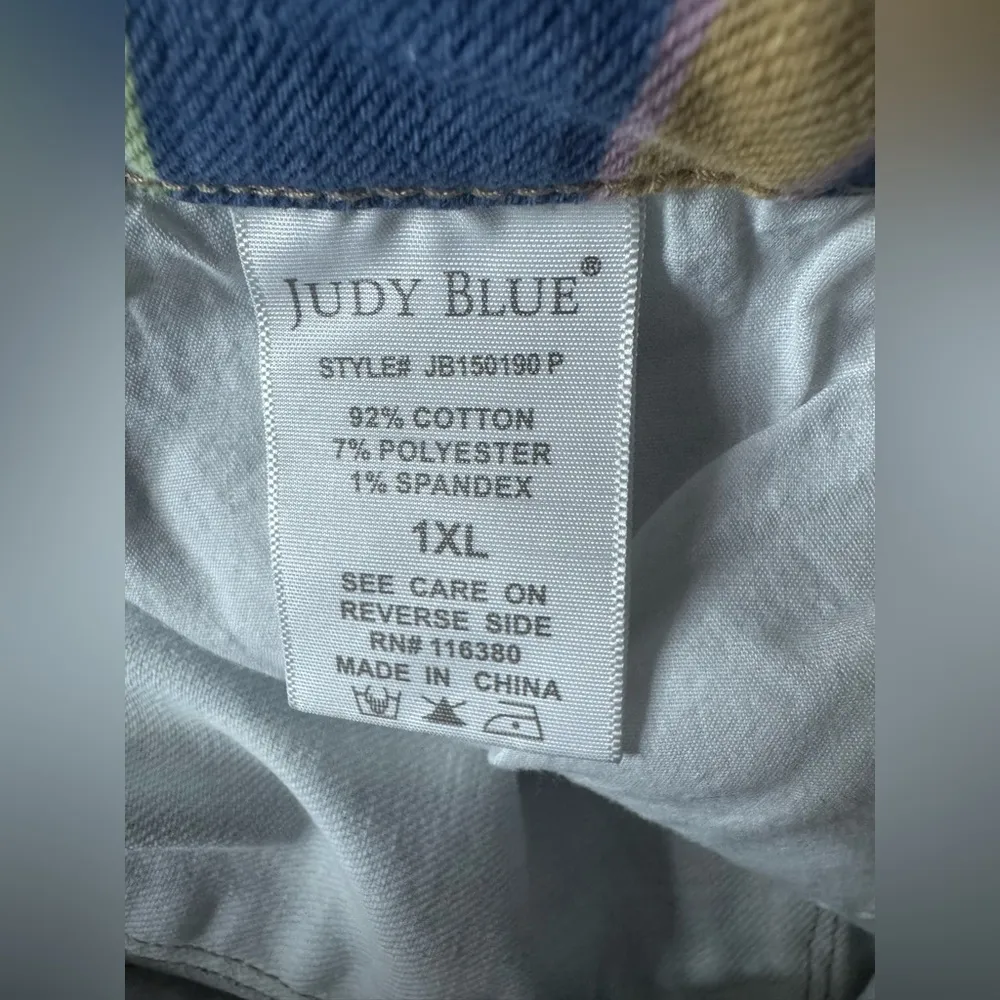 JUDY BLUE®
STYLE# JB150190 P
92% COTTON
7% POLYESTER
1% SPANDEX
1XL
SEE CARE ON
REVERSE SIDE
RN# 116380
MADE IN CHINA